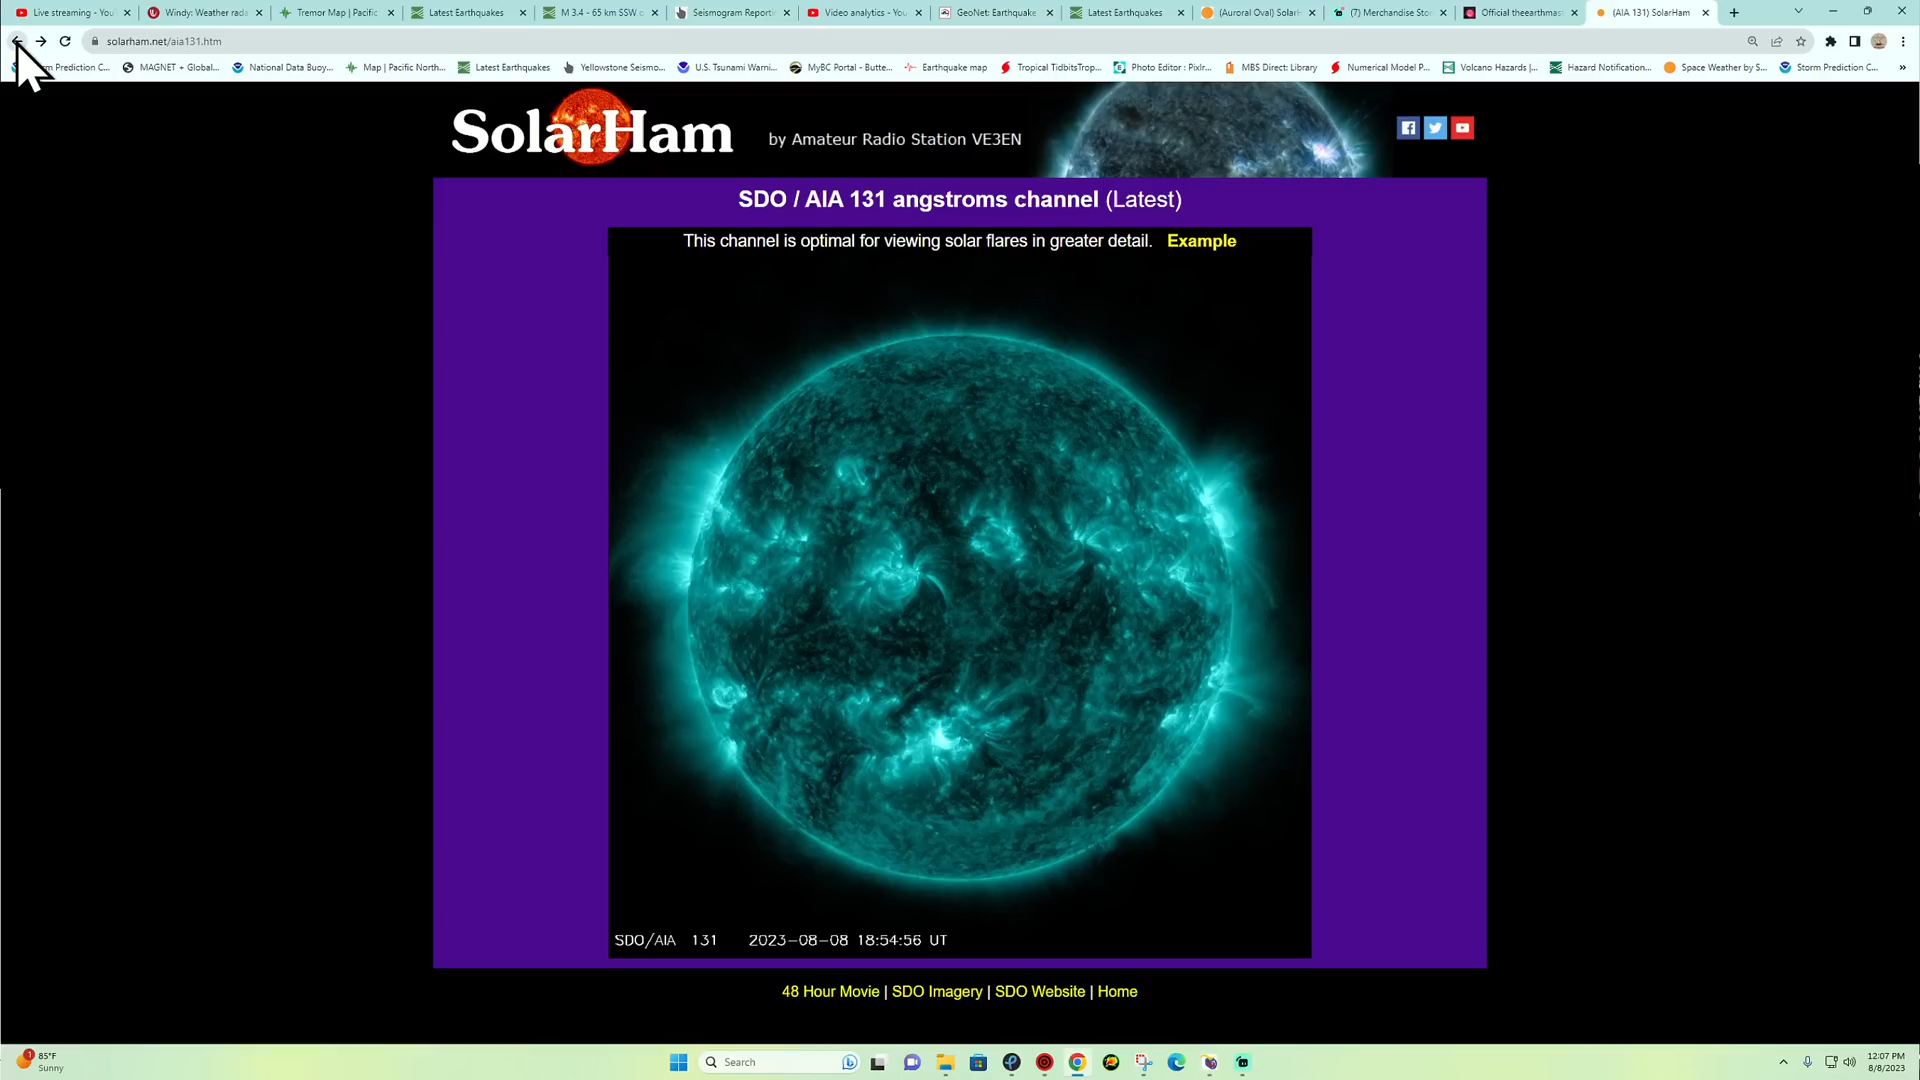 Live streaming - You
Windy: Weather rada
Tremor Map | Pacific
Latest Earthquakes
M 3.4 - 65 km SSW o
Seismogram Reporti
Video analytics - You
GeoNet: Earthquake
Latest Earthquakes
(Auroral Oval) SolarH
(7) Merchandise Sto
Official theearthmast
(AIA 131) SolarHam
solarham.net/aia131.htm
rm Prediction C...
MAGNET + Global...
National Data Buoy...
Map | Pacific North...
Latest Earthquakes
Yellowstone Seismo...
U.S. Tsunami Warni...
MyBC Portal - Butte...
Earthquake map
Tropical TidbitsTrop...
Photo Editor : Pixlr...
MBS Direct: Library
Numerical Model P...
Volcano Hazards |...
Hazard Notification...
Space Weather by S...
Storm Prediction C...
»
SolarHam
by Amateur Radio Station VE3EN
SDO / AIA 131 angstroms channel (Latest)
This channel is optimal for viewing solar flares in greater detail. Example
SDO/AIA 131 2023-08-08 18:54:56 UT
48 Hour Movie | SDO Imagery | SDO Website | Home
1
85°F
Sunny
Search
12:07 PM
8/8/2023